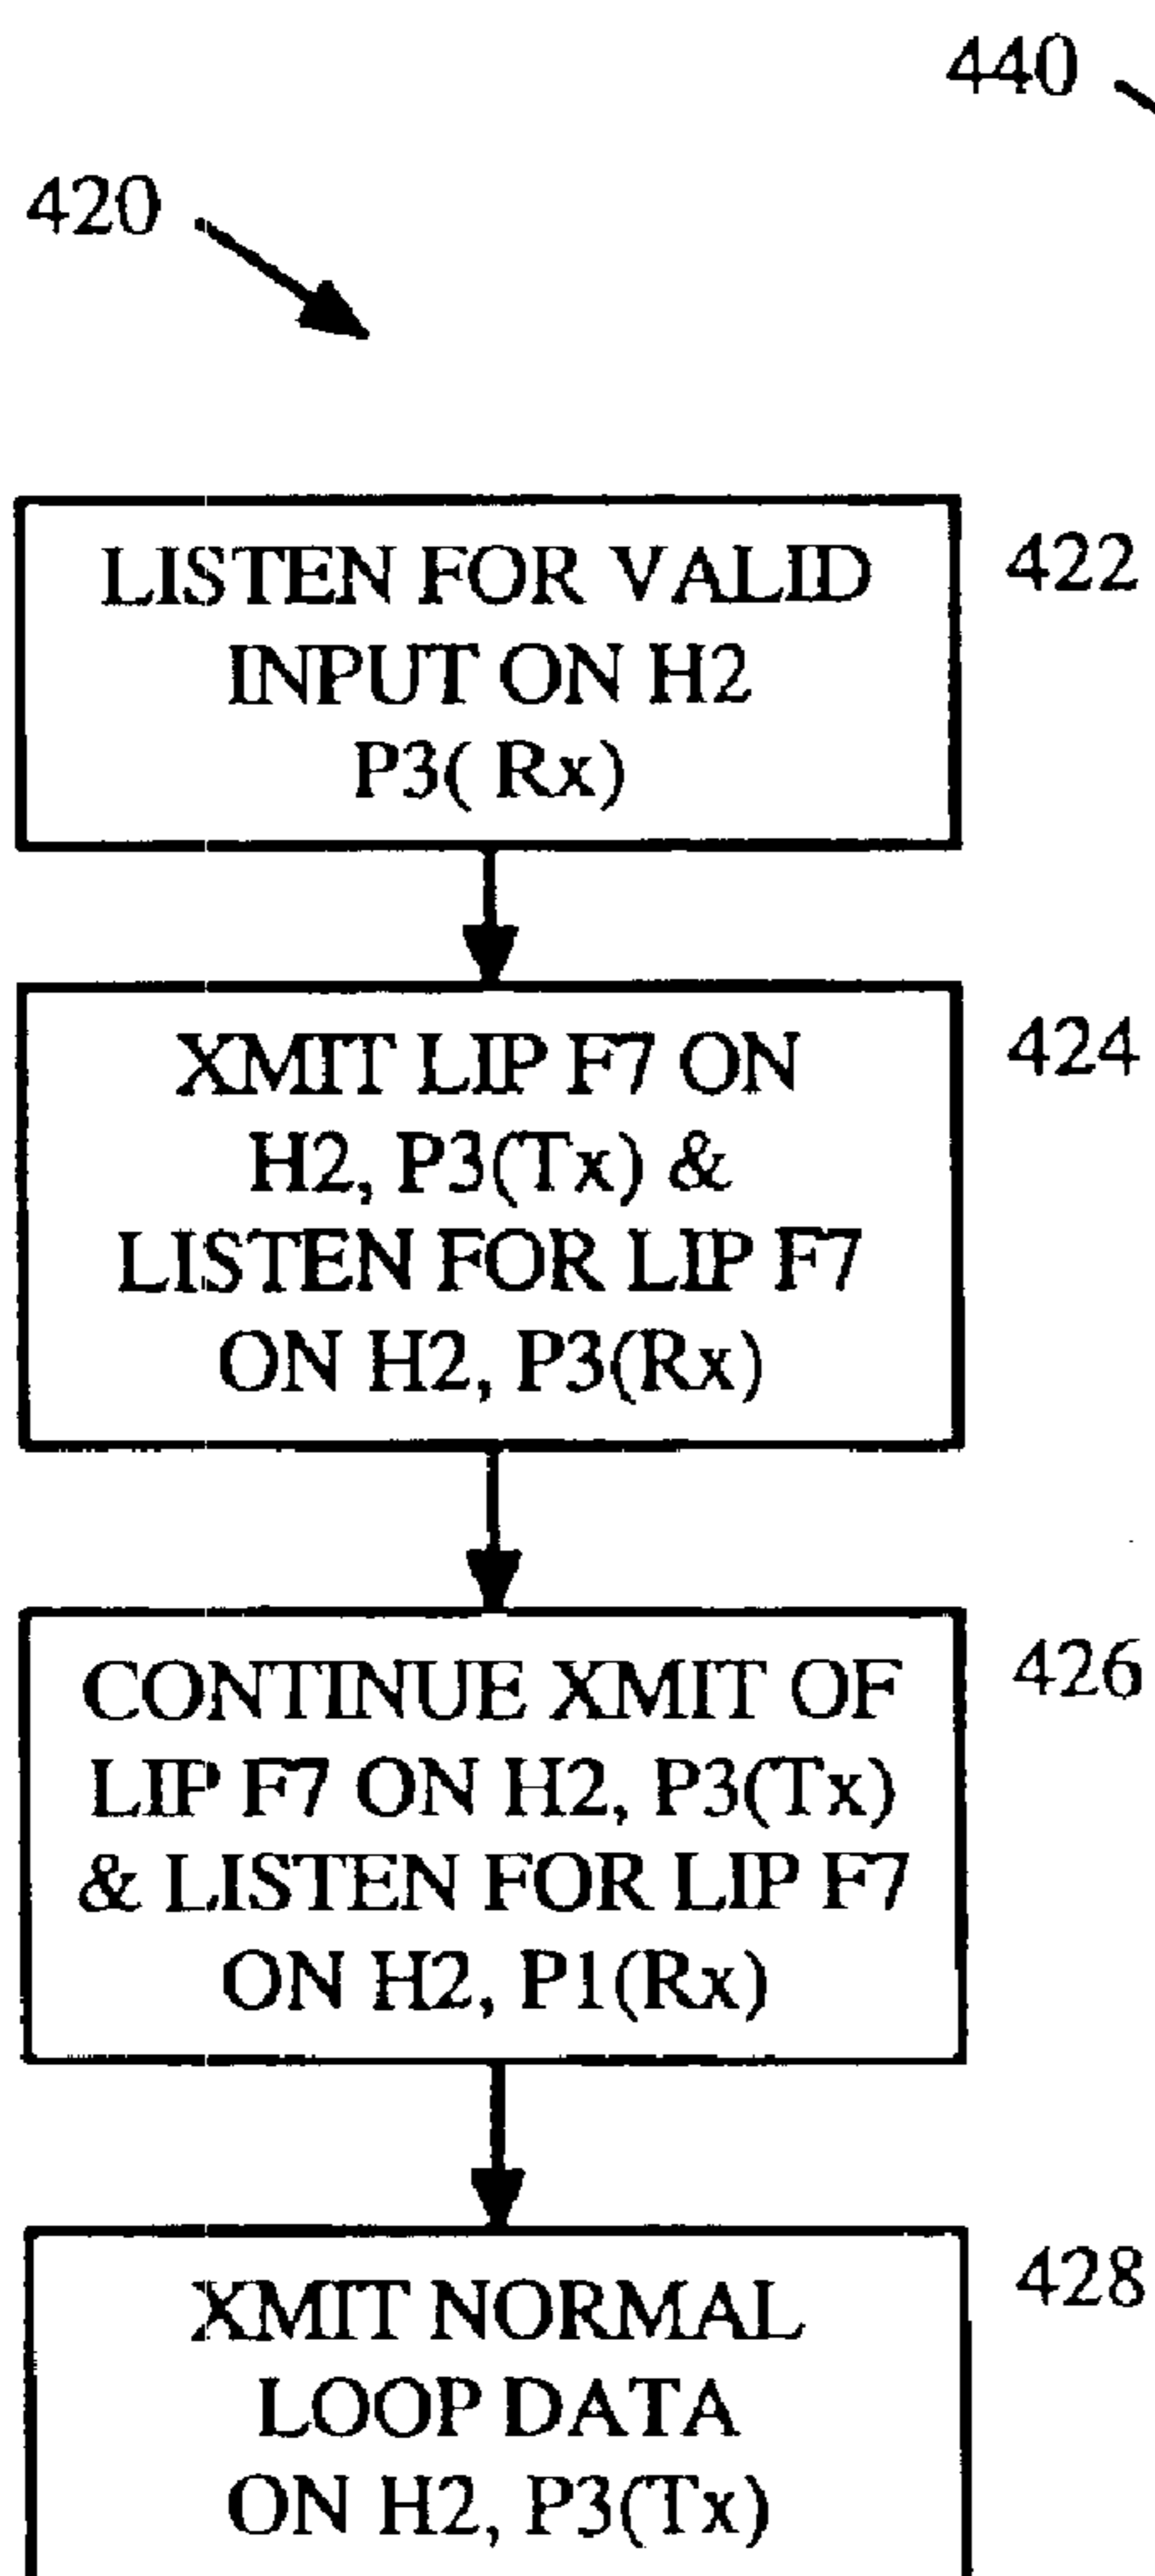 440
420
LISTEN FOR VALID
INPUT ON H2
P3( Rx)
422
XMIT LIP F7 ON
H2, P3(Tx) &
LISTEN FOR LIP F7
ON H2, P3(Rx)
424
CONTINUE XMIT OF
LIP F7 ON H2, P3(Tx)
& LISTEN FOR LIP F7
ON H2, P1(Rx)
426
XMIT NORMAL
LOOP DATA
ON H2, P3(Tx)
428